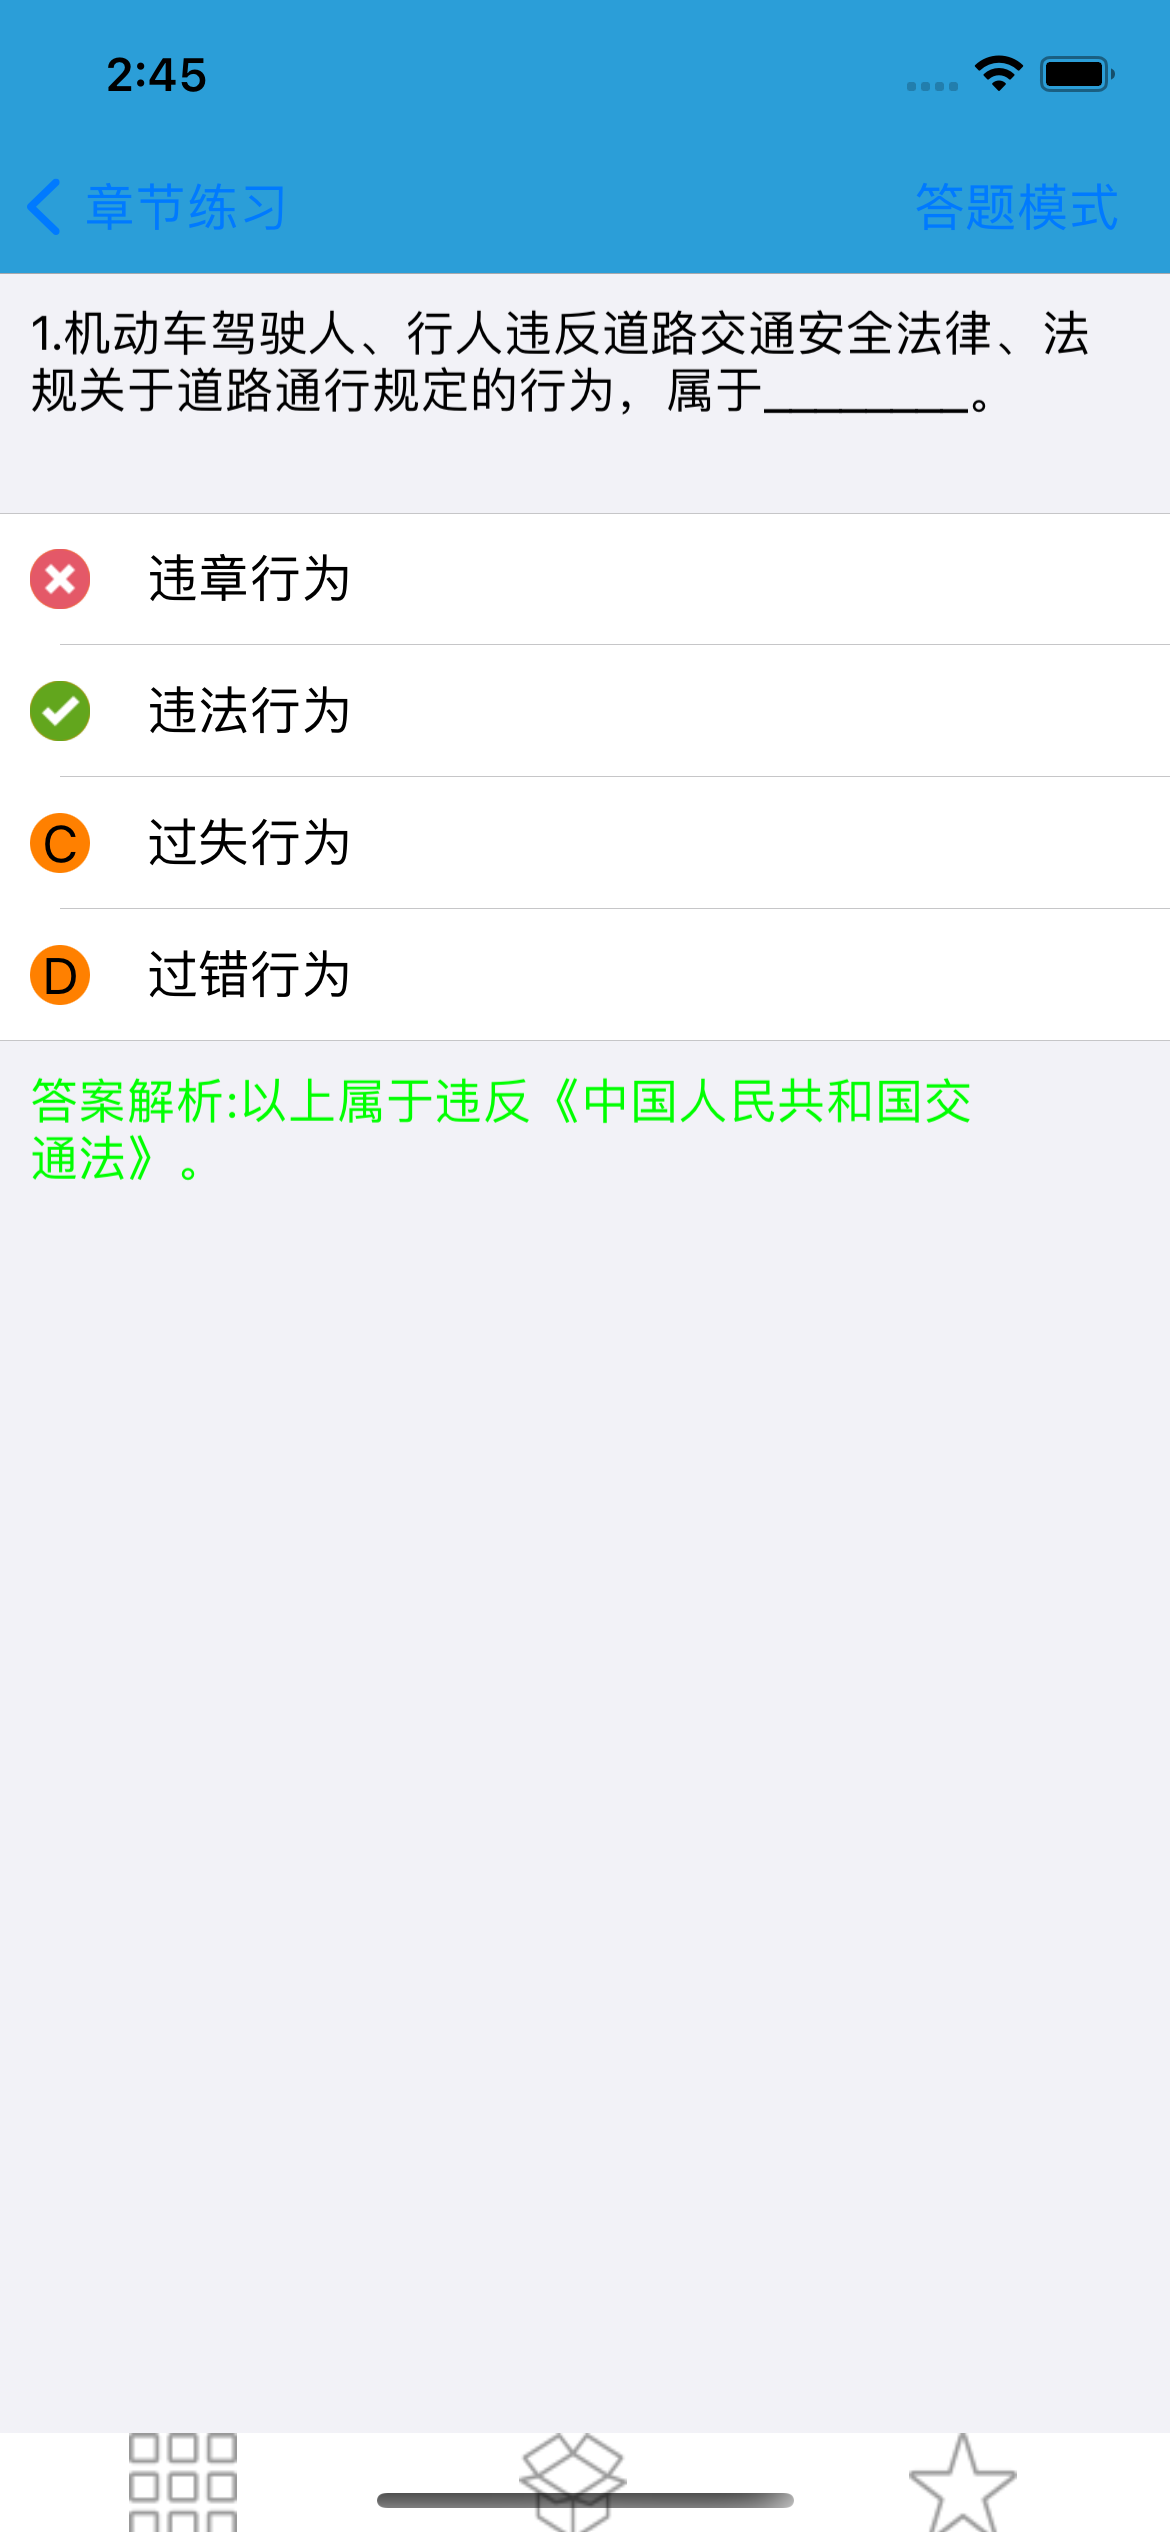 2:45
章节练习
答题模式
1.机动车驾驶人、行人违反道路交通安全法律、法
规关于道路通行规定的行为，属于________。
违章行为
违法行为
C 过失行为
D 过错行为
答案解析:以上属于违反《中国人民共和国交
通法》。